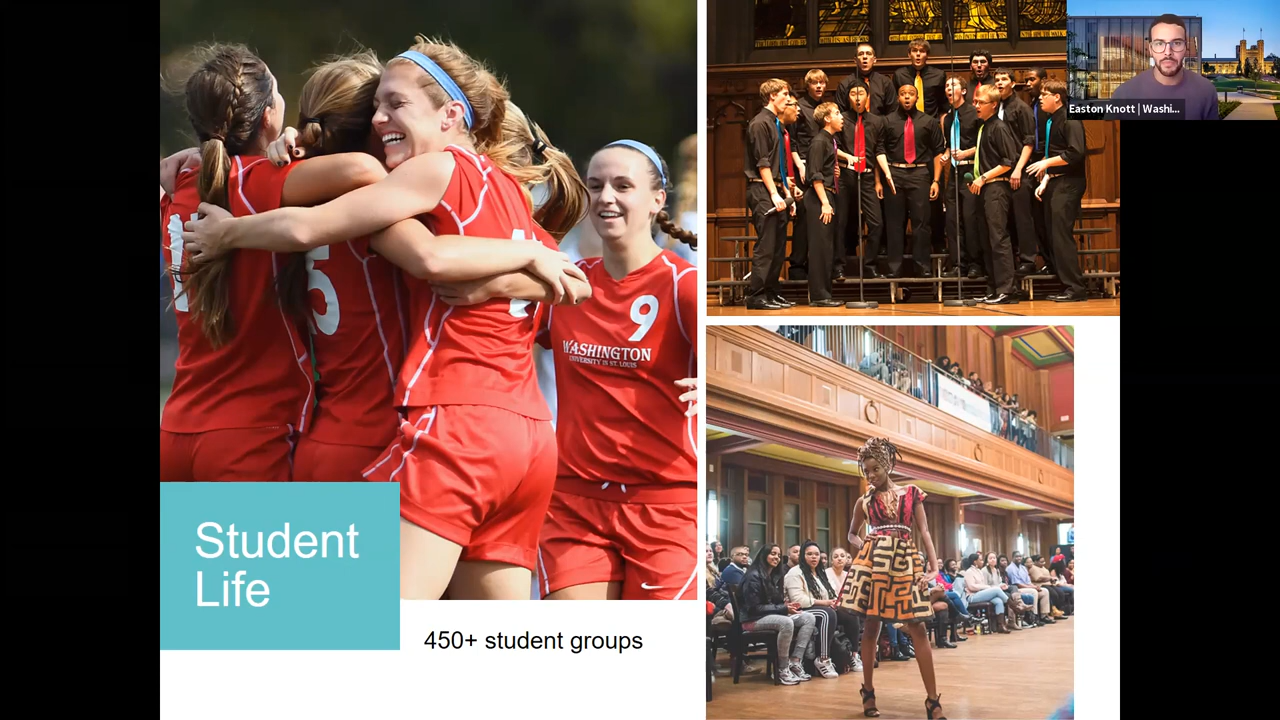 5
9
WASHINGTON
UNIVERSITY IN ST. LOUIS
Easton Knott | Washi...
Student
Life
450+ student groups